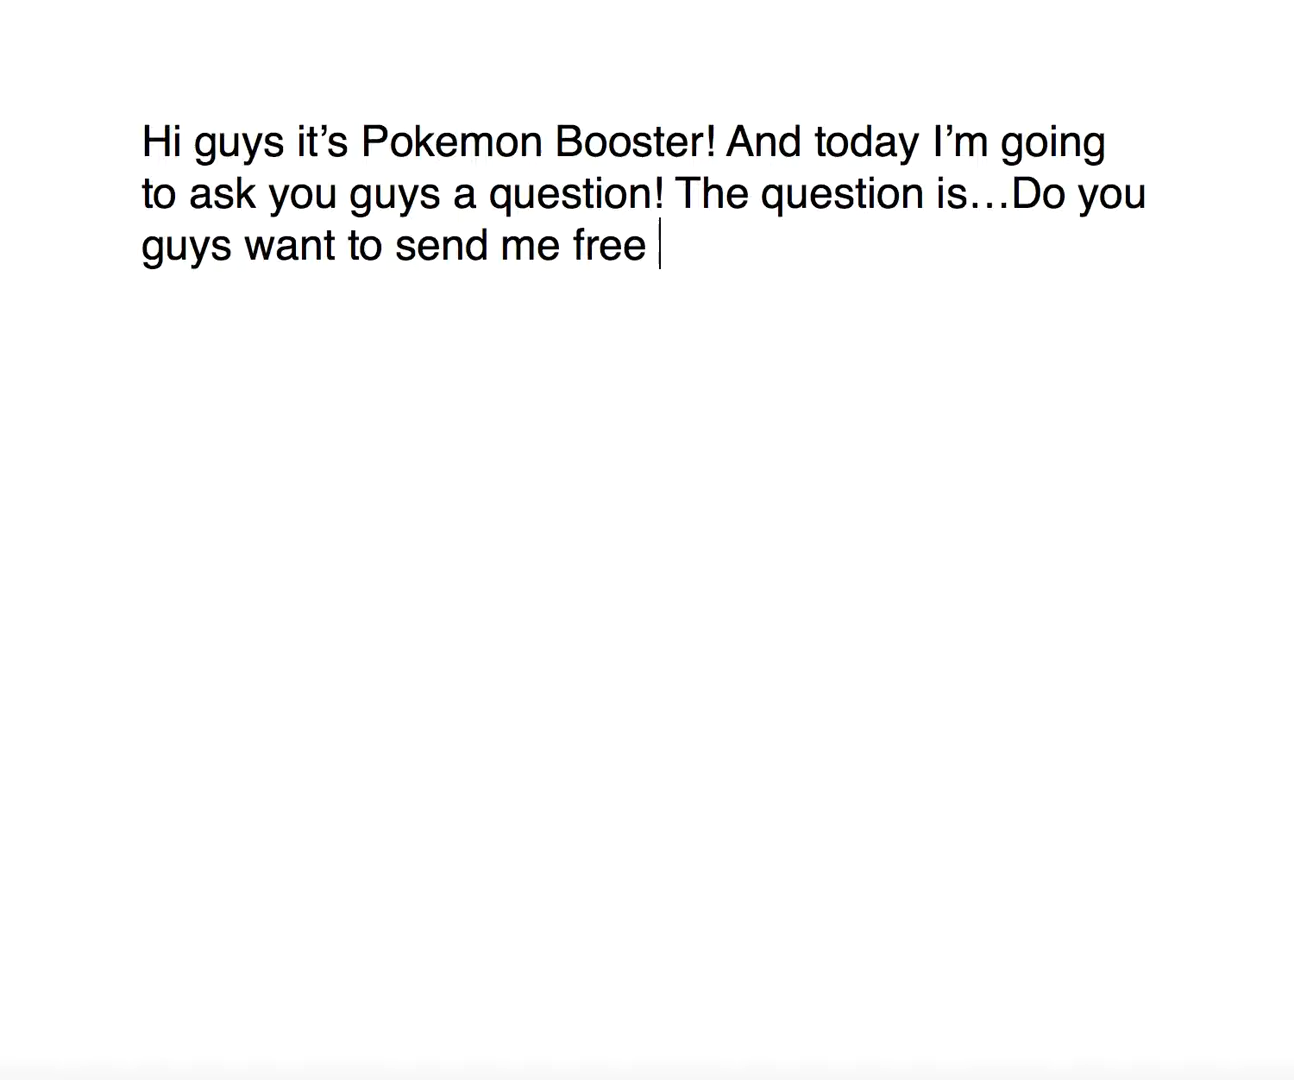 Hi guys it’s Pokemon Booster! And today I’m going
to ask you guys a question! The question is…Do you
guys want to send me free